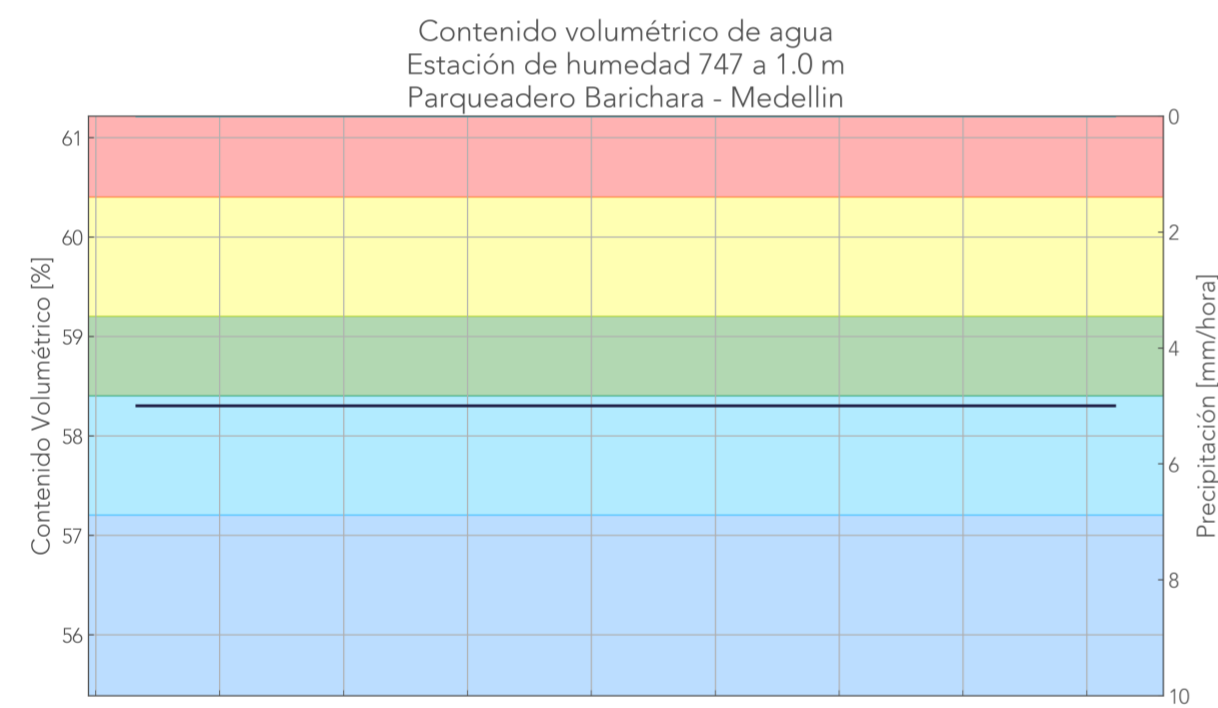 Contenido volumétrico de agua
Estación de humedad 747 a 1.0 m
Parqueadero Barichara - Medellin
Contenido Volumétrico [%]
61
60
59
58
57
56
0
2
4
6
8
10
Precipitación [mm/hora]